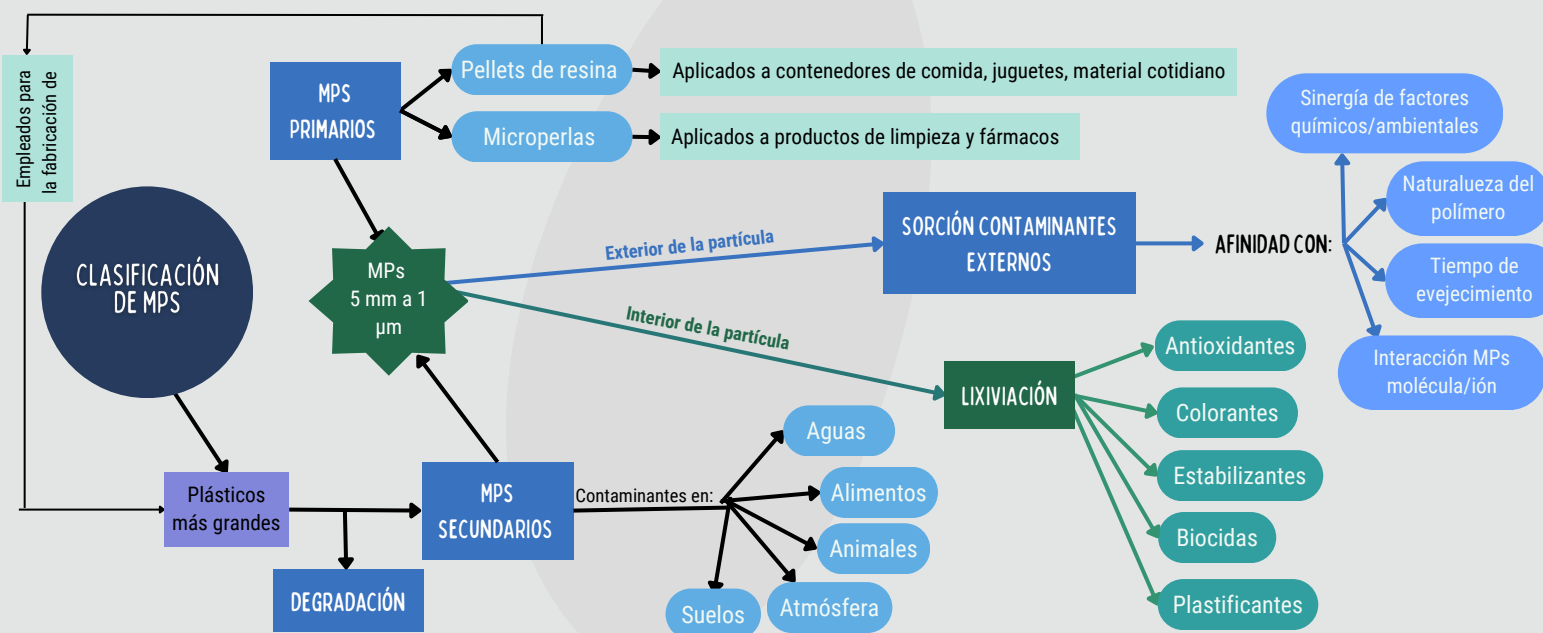 Empleados para
la fabricación de
MPS
PRIMARIOS
Pellets de resina
Aplicados a contenedores de comida, juguetes, material cotidiano
Microperlas
Aplicados a productos de limpieza y fármacos
Sinergía de factores
químicos/ambientales
Naturalueza del
polímero
Tiempo de
evejecimiento
Interacción MPs
molécula/ión
AFINIDAD CON:
SORCIÓN CONTAMINANTES
EXTERNOS
Exterior de la partícula
CLASIFICACIÓN
DE MPS
MPs
5 mm a 1
µm
Interior de la partícula
LIXIVIACIÓN
Antioxidantes
Colorantes
Estabilizantes
Biocidas
Plastificantes
Plásticos
más grandes
MPS
SECUNDARIOS
Contaminantes en:
Aguas
Alimentos
Animales
Atmósfera
Suelos
DEGRADACIÓN